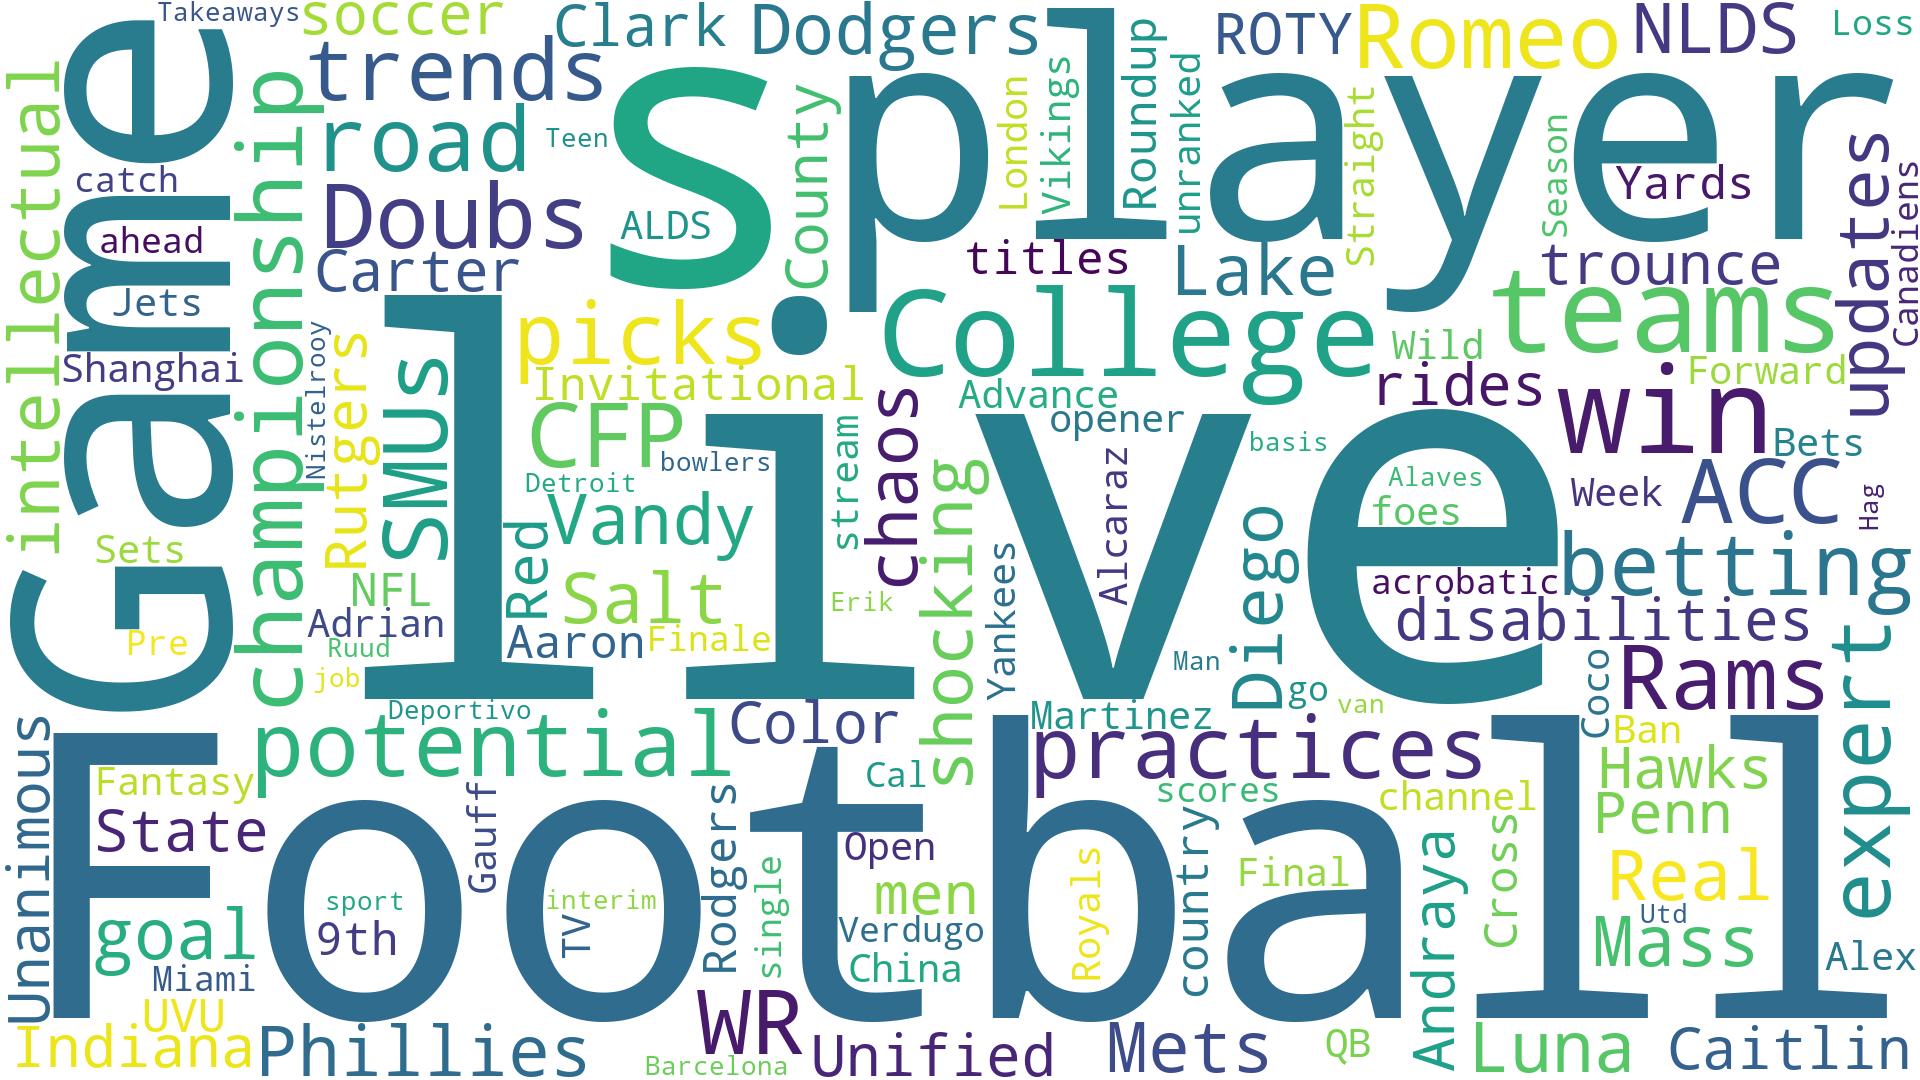 Takeaways
soccer
Clark
Dodgers
ROTY
Romeo
NLDS
Loss
intellectual
Game
championship
trends
road
Teen
s
County
player
London
Vikings
Roundup
unranked
Straight
Season
Yards
updates
Canadiens
catch
ahead
Jets
Shanghai
Doubs
ALDS
Carter
titles
Lake
trounce
teams
Nistelrooy
Rutgers
SMUs
live
picks
Invitational
College
Wild
Forward
Advance
rides
win
opener
CFP
bowlers
stream
chaos
shocking
basis
Bets
Detroit
Vandy
Alcaraz
Alaves
foes
Week
ACC
Hag
Sets
Red
Salt
Yankees
Diego
betting
NFL
Erik
acrobatic
disabilities
Adrian
Pre
Ruud
Aaron
Finale
job
Man
Coco
Rams
expert
go
van
Deportivo
Color
Martinez
Ban
Unanimous
Football
potential
practices
Hawks
Fantasy
Gauff
Rodgers
Cal
scores
channel
Penn
State
single
Open
Royals
country
Final
Andraya
Cross
Real
sport
interim
men
Utd
goal
9th
TV
Verdugo
Mass
Miami
China
Alex
UVU
Indiana
Phillies
WR
Barcelona
Unified
Mets
QB
Luna
Caitlin